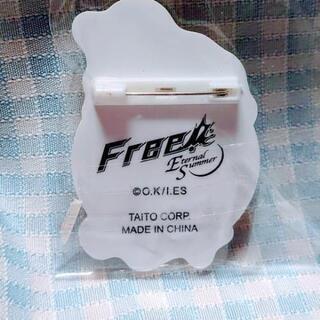 Free!
Eternal
Summer
©O.K/I.ES
TAITO CORP.
MADE IN CHINA